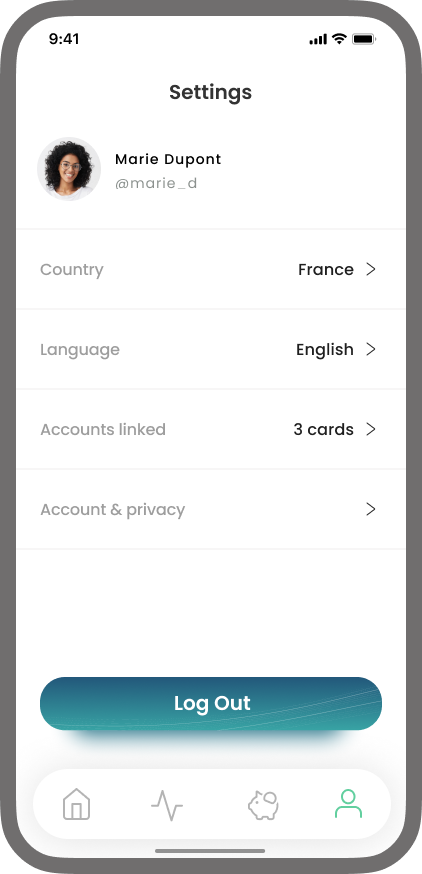 9:41
Settings
Marie Dupont
@marie_d
Country France
Language English
Accounts linked 3 cards
Account & privacy
Log Out